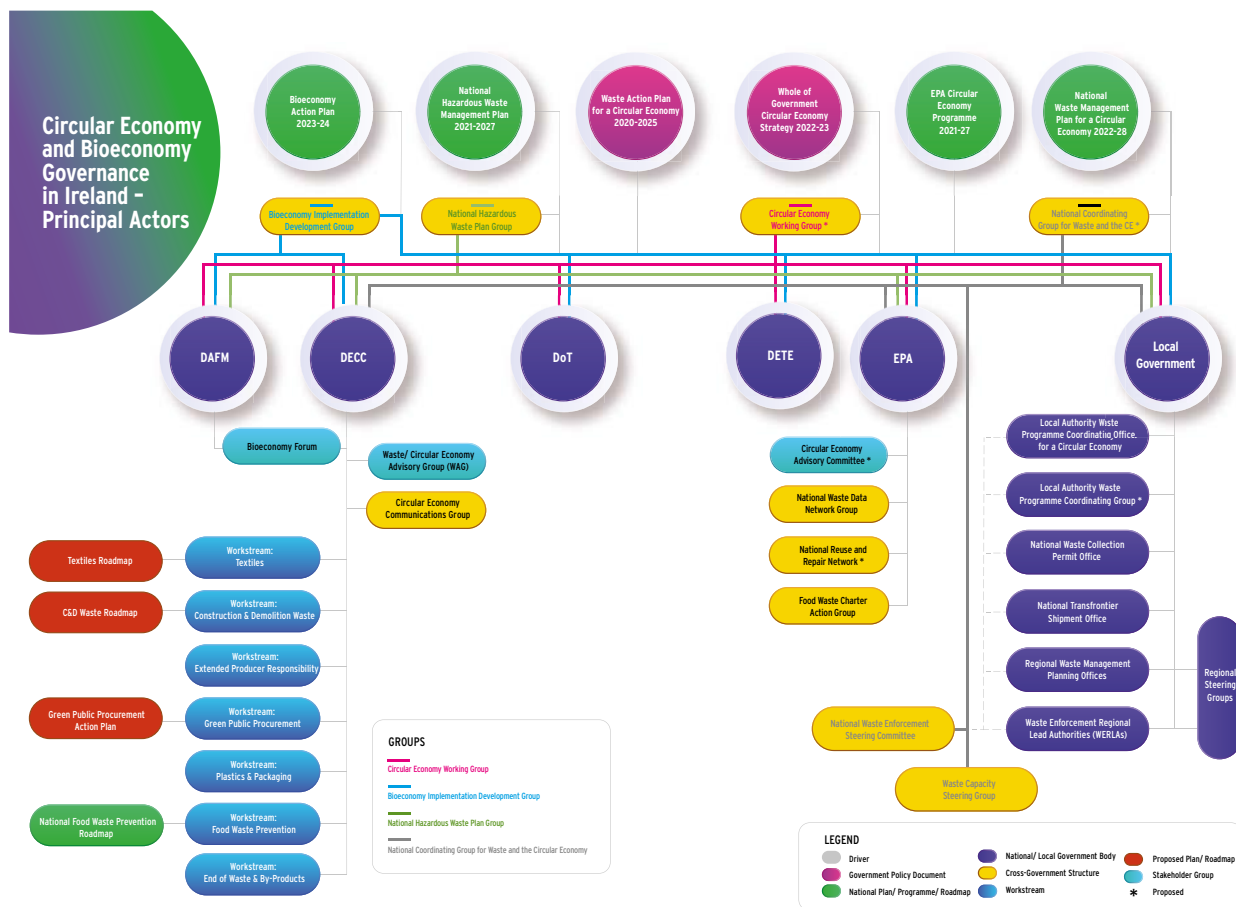 Circular Economy
and Bioeconomy
Governance
in Ireland –
Principal Actors
Bioeconomy
Action Plan
2023-24
National
Hazardous Waste
Management Plan
2021-2027
Waste Action Plan
for a Circular Economy
2020-2025
Whole of
Government
Circular Economy
Strategy 2022-23
EPA Circular
Economy
Programme
2021-27
National
Waste Management
Plan for a Circular
Economy 2022-28
Bioeconomy Implementation
Development Group
National Hazardous
Waste Plan Group
Circular Economy
Working Group *
National Coordinating
Group for Waste and the CE *
DAFM
DECC
DoT
DETE
EPA
Local
Government
Bioeconomy Forum
Waste/ Circular Economy
Advisory Group (WAG)
Circular Economy
Communications Group
Circular Economy
Advisory Committee *
National Waste Data
Network Group
National Reuse and
Repair Network *
Food Waste Charter
Action Group
Local Authority Wiste
Programme Coordinatio,Office.
for a Circular Economy
Local Authority Waste
Programme Coordinating Group *
National Waste Collection
Permit Office
National Transfrontier
Shipment Office
Regional Waste Management
Planning Offices
Waste Enforcement Regional
Lead Authorities (WERLAs)
Regional
Steering
Groups
Textiles Roadmap
Workstream:
Textiles
C&D Waste Roadmap
Workstream:
Construction & Demolition Waste
Workstream:
Extended Producer Responsibility
Green Public Procurement
Action Plan
Workstream:
Green Public Procurement
Workstream:
Plastics & Packaging
National Food Waste Prevention
Roadmap
Workstream:
Food Waste Prevention
Workstream:
End of Waste & By-Products
National Waste Enforcement
Steering Committee
Waste Capacity
Steering Group
GROUPS
Circular Economy Working Group
Bioeconomy Implementation Development Group
National Hazardous Waste Plan Group
National Coordinating Group for Waste and the Circular Economy
LEGEND
Driver
Government Policy Document
National Plan/ Programme/ Roadmap
National/ Local Government Body
Cross-Government Structure
Workstream
Proposed Plan/ Roadmap
Stakeholder Group
* Proposed